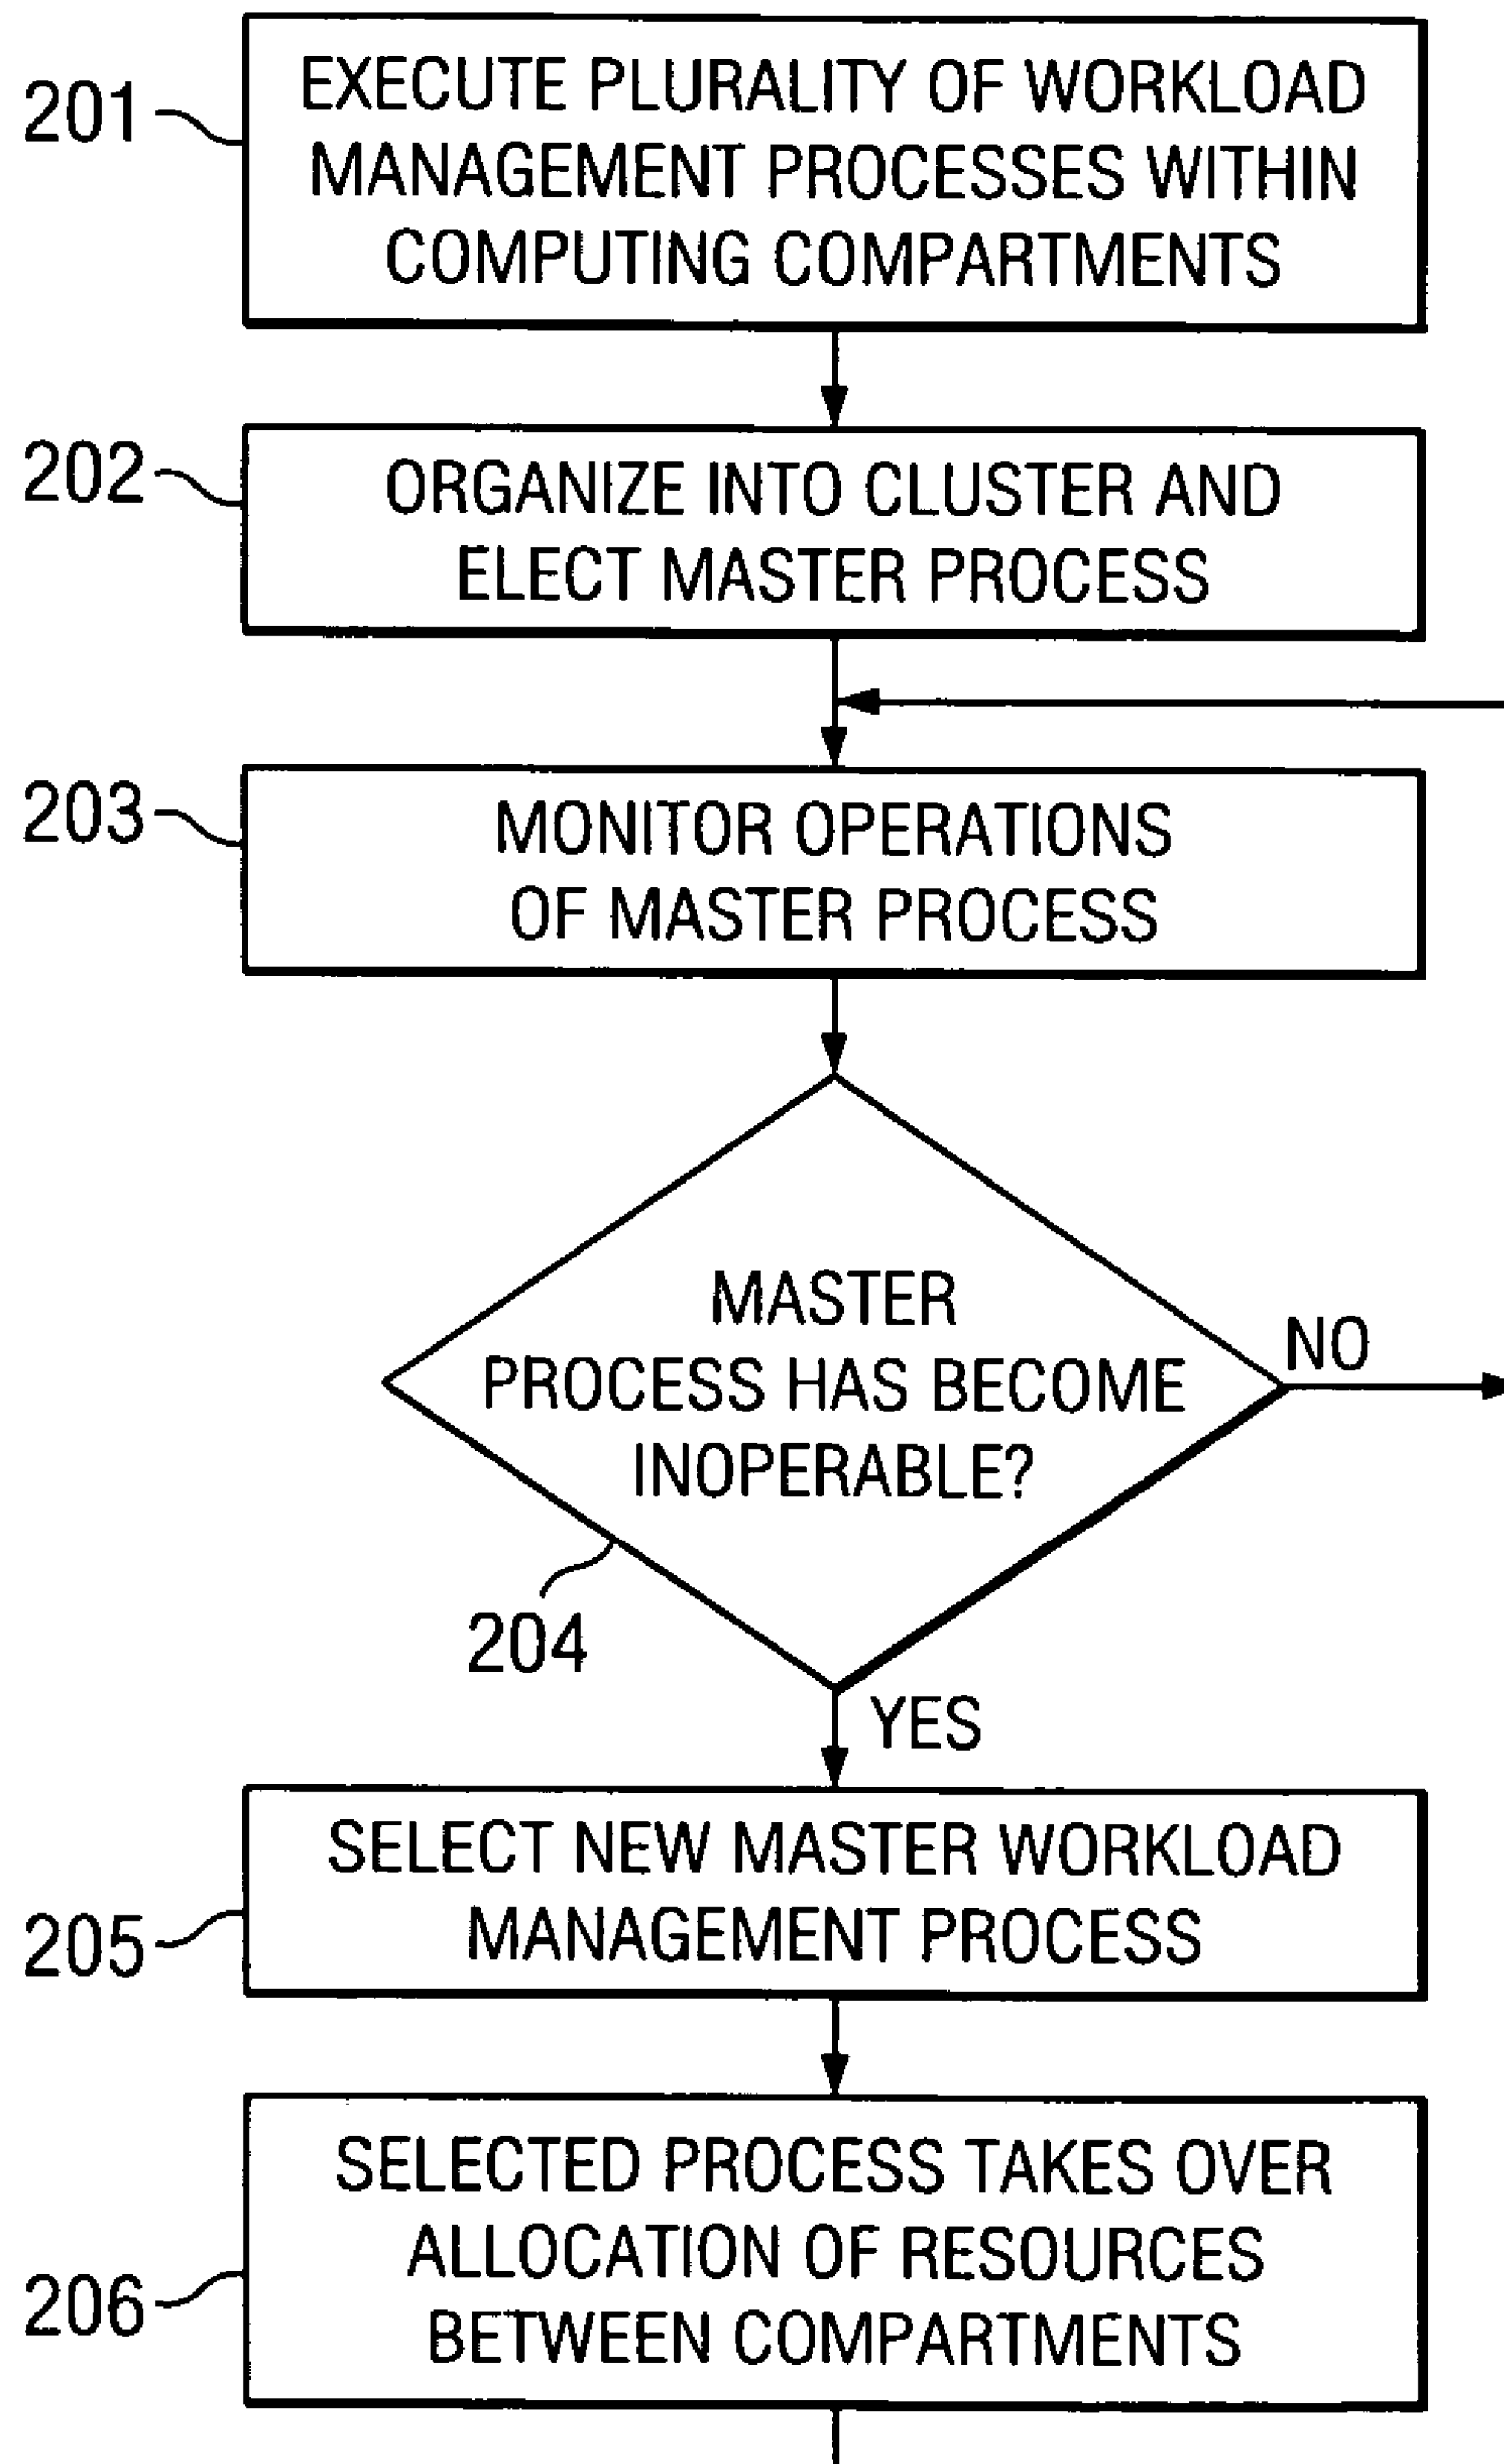 201
EXECUTE PLURALITY OF WORKLOAD
MANAGEMENT PROCESSES WITHIN
COMPUTING COMPARTMENTS
202
ORGANIZE INTO CLUSTER AND
ELECT MASTER PROCESS
203
MONITOR OPERATIONS
OF MASTER PROCESS
MASTER
PROCESS HAS BECOME
INOPERABLE?
NO
204
YES
SELECT NEW MASTER WORKLOAD
MANAGEMENT PROCESS
205
SELECTED PROCESS TAKES OVER
ALLOCATION OF RESOURCES
BETWEEN COMPARTMENTS
206